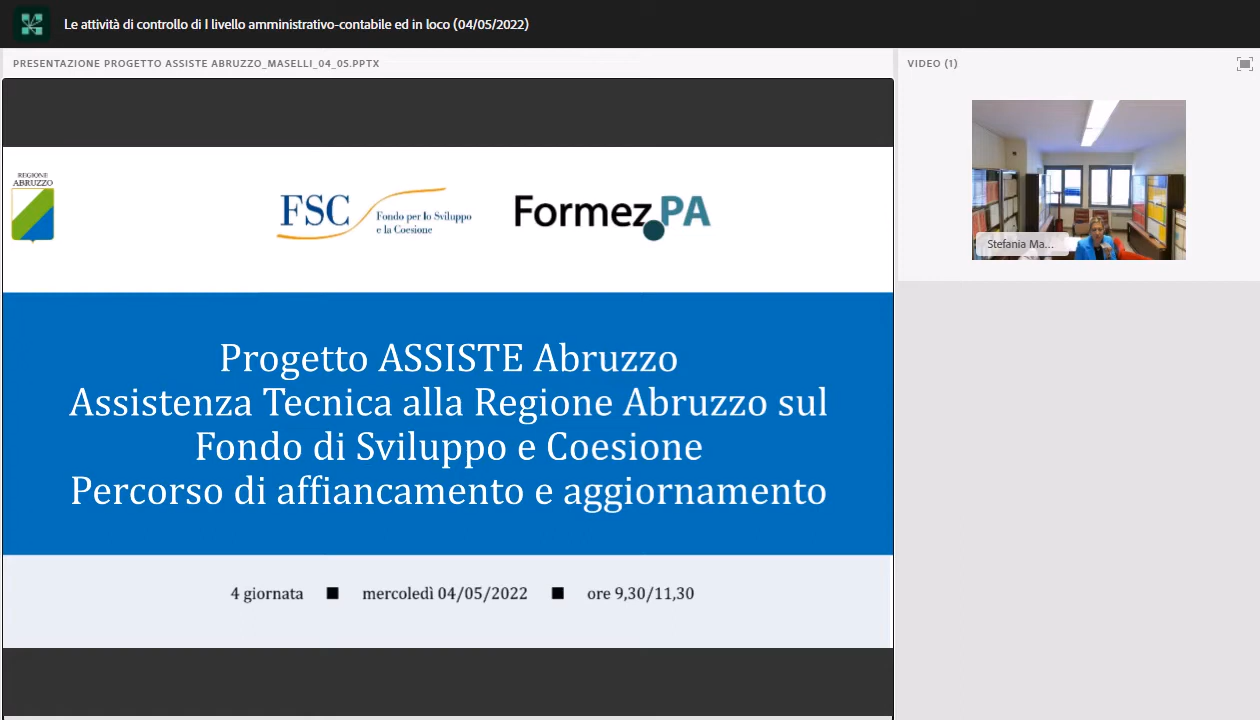 Le attività di controllo di I livello amministrativo-contabile ed in loco (04/05/2022)
PRESENTAZIONE PROGETTO ASSISTE ABRUZZO_MASELLI_04_05.PPTX
VIDEO (1)
REGIONE
ABRUZZO
FSC Fondo per lo Sviluppo
e la Coesione
Formez PA
Stefania Ma...
Progetto ASSISTE Abruzzo
Assistenza Tecnica alla Regione Abruzzo sul
Fondo di Sviluppo e Coesione
Percorso di affiancamento e aggiornamento
4 giornata ■ mercoledì 04/05/2022 ■ ore 9,30/11,30